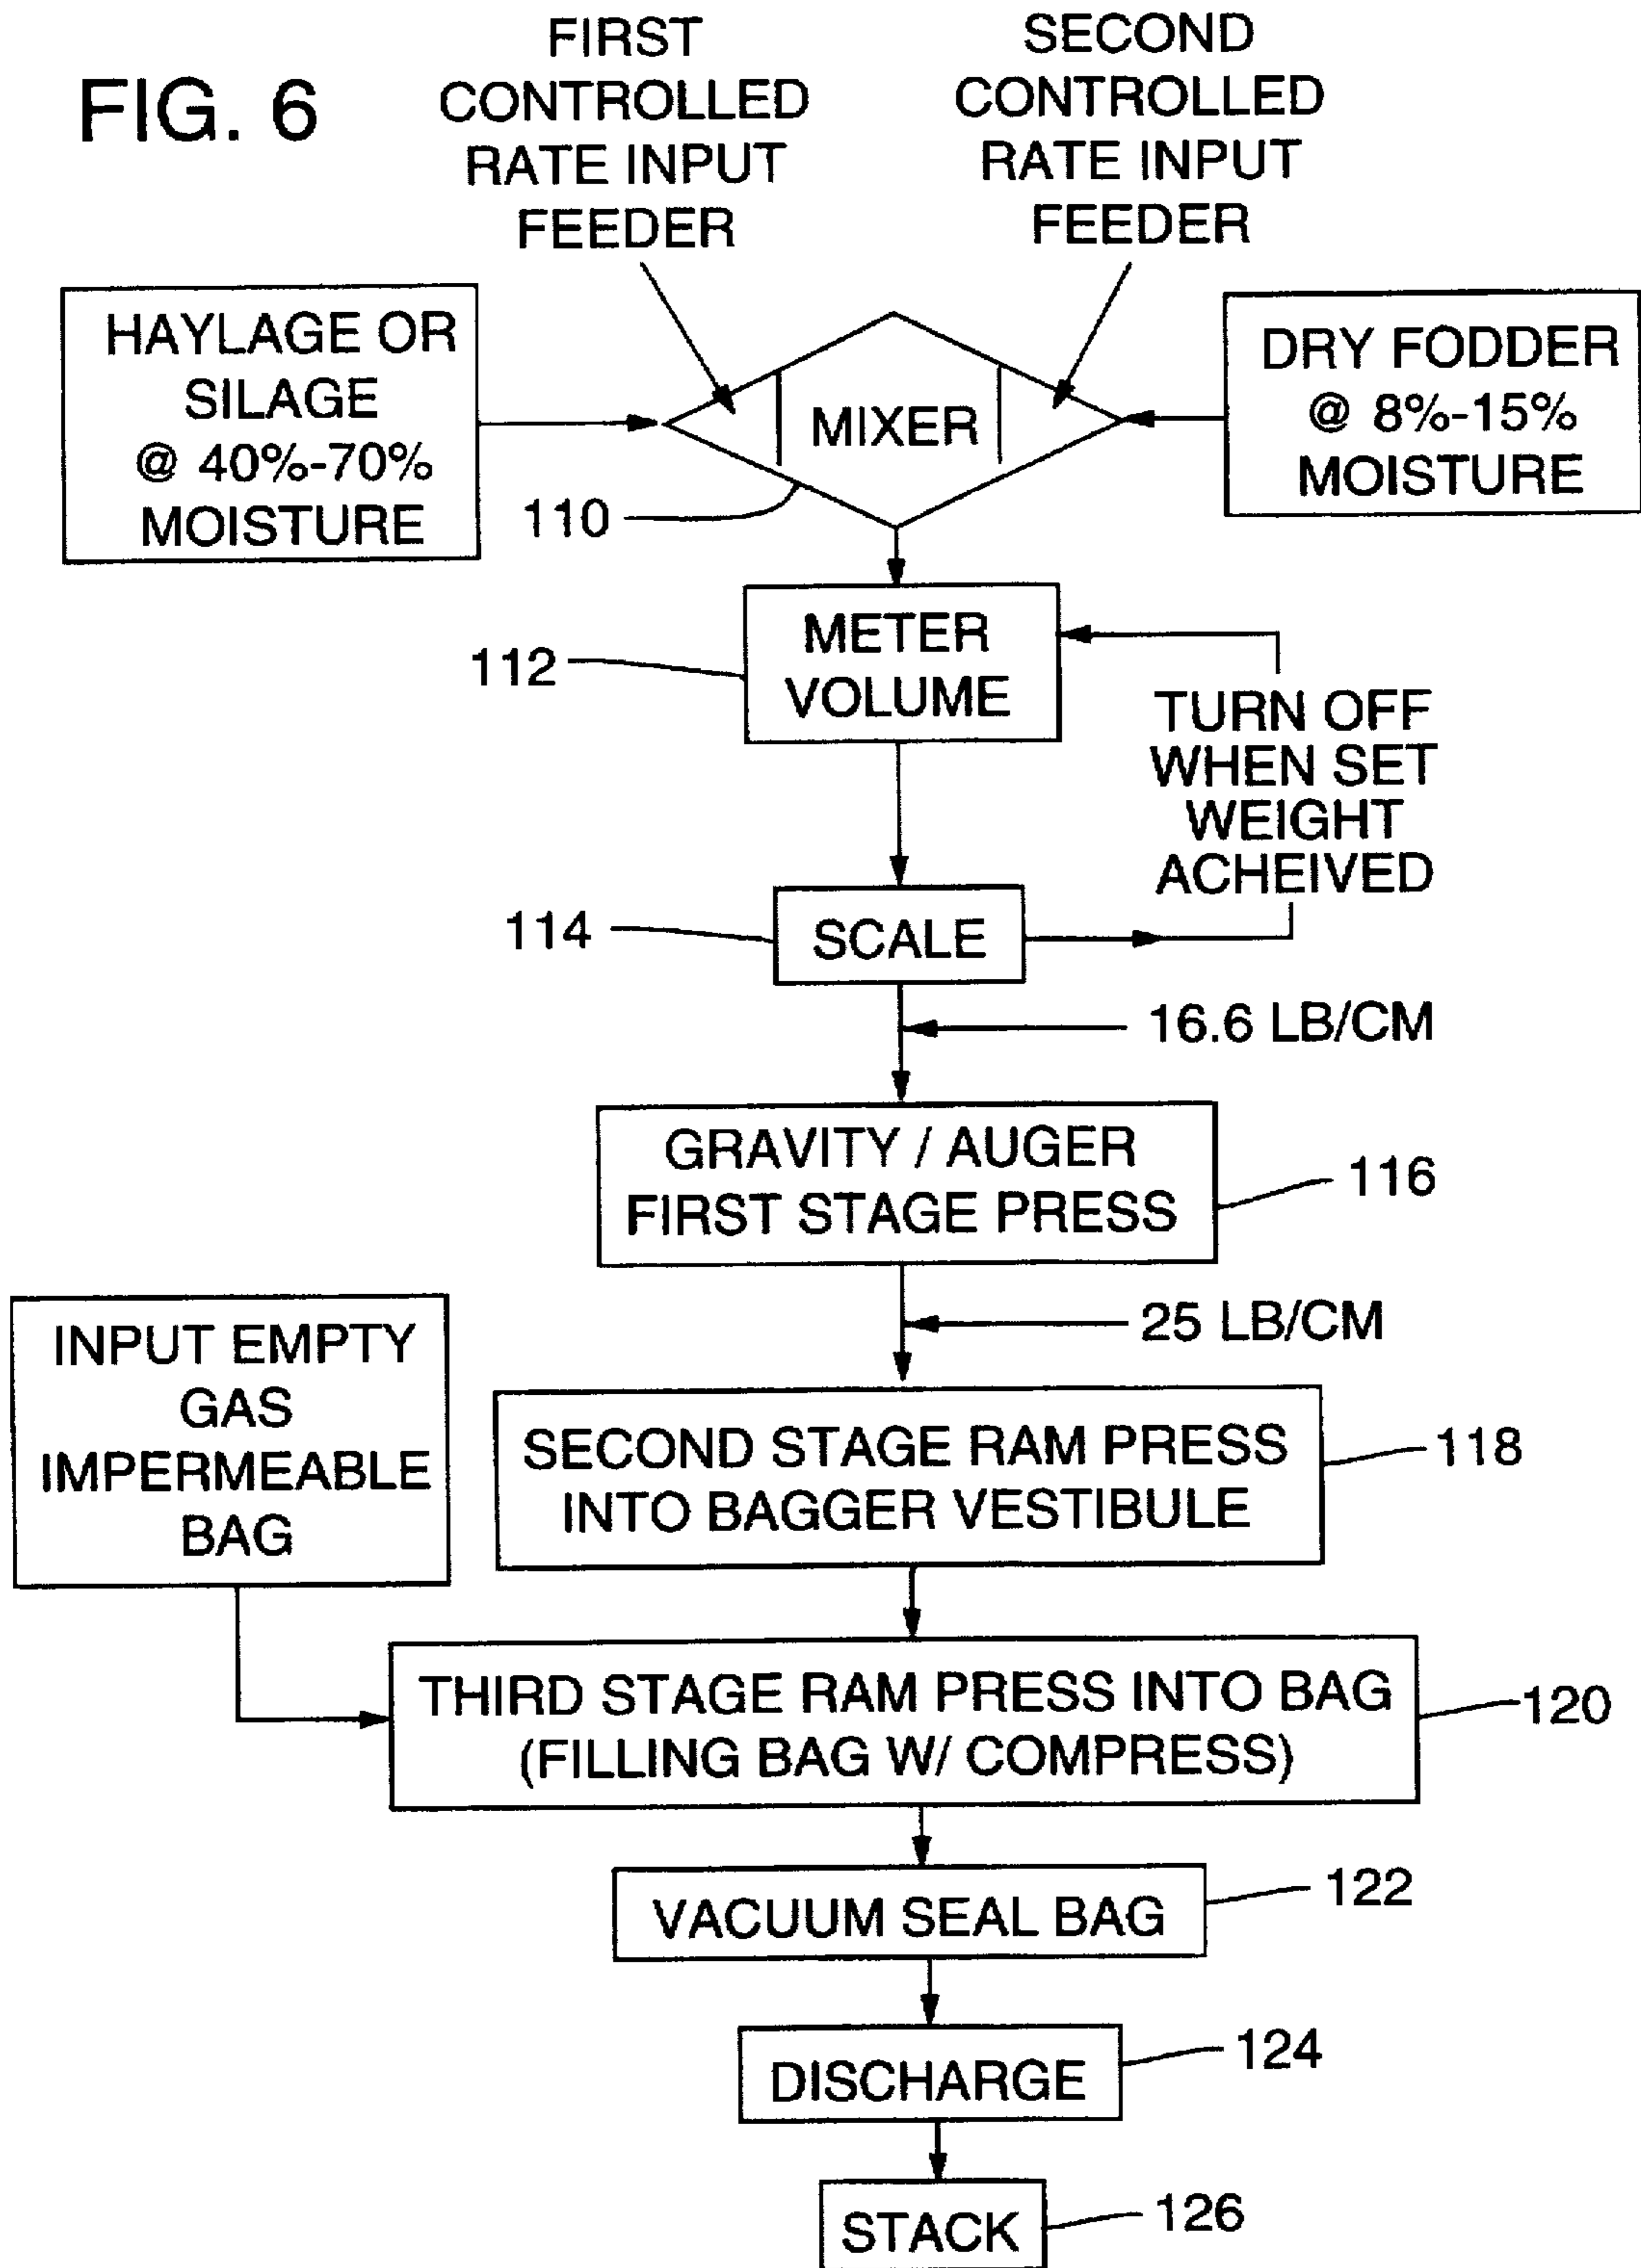 FIG. 6
FIRST
CONTROLLED
RATE INPUT
FEEDER
SECOND
CONTROLLED
RATE INPUT
FEEDER
HAYLAGE OR
SILAGE
@ 40%-70%
MOISTURE
MIXER
DRY FODDER
@ 8%-15%
MOISTURE
110
METER
VOLUME
112
TURN OFF
WHEN SET
WEIGHT
ACHEIVED
SCALE
114
16.6 LB/CM
GRAVITY / AUGER
FIRST STAGE PRESS
116
25 LB/CM
INPUT EMPTY
GAS
IMPERMEABLE
BAG
SECOND STAGE RAM PRESS
INTO BAGGER VESTIBULE
118
THIRD STAGE RAM PRESS INTO BAG
(FILLING BAG W/ COMPRESS)
120
VACUUM SEAL BAG
122
DISCHARGE
124
STACK
126